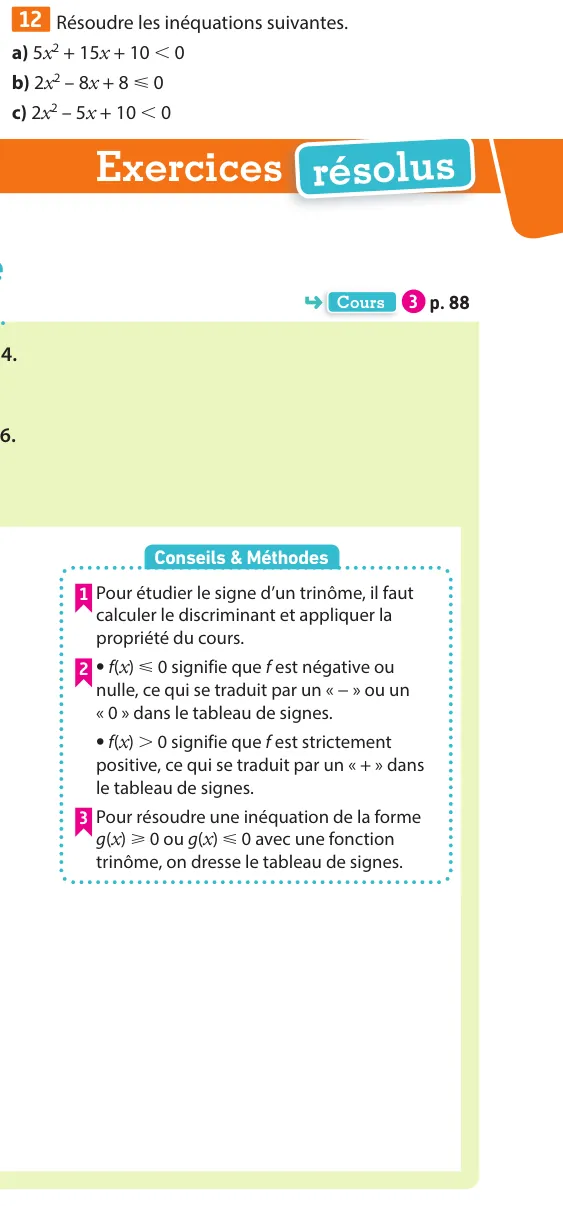 12 Résoudre les inéquations suivantes.
a) 5x² + 15x + 10 < 0
b) 2x² – 8x + 8 ⩽ 0
c) 2x² – 5x + 10 < 0
Exercices résolus
Cours 3 p. 88
4.
6.
Conseils & Méthodes
1 Pour étudier le signe d’un trinôme, il faut
calculer le discriminant et appliquer la
propriété du cours.
2 • f(x) ⩽ 0 signifie que f est négative ou
nulle, ce qui se traduit par un « – » ou un
« 0 » dans le tableau de signes.
• f(x) > 0 signifie que f est strictement
positive, ce qui se traduit par un « + » dans
le tableau de signes.
3 Pour résoudre une inéquation de la forme
g(x) ⩾ 0 ou g(x) ⩽ 0 avec une fonction
trinôme, on dresse le tableau de signes.